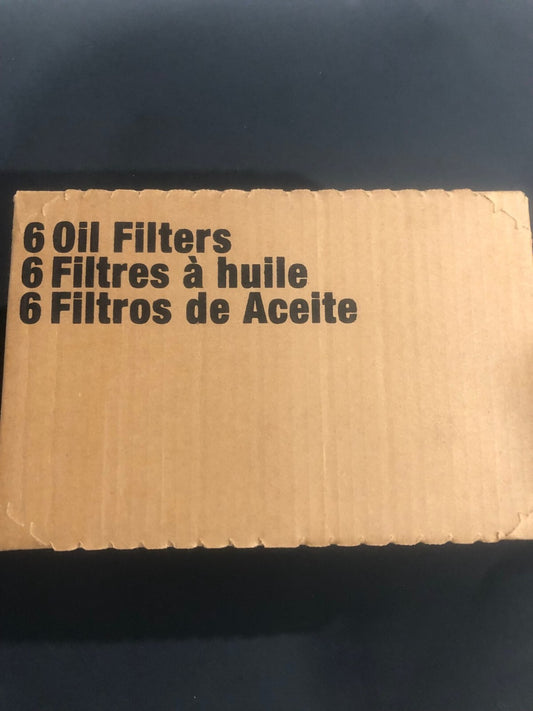 6 Oil Filters
6 Filtres à huile
6 Filtros de Aceite